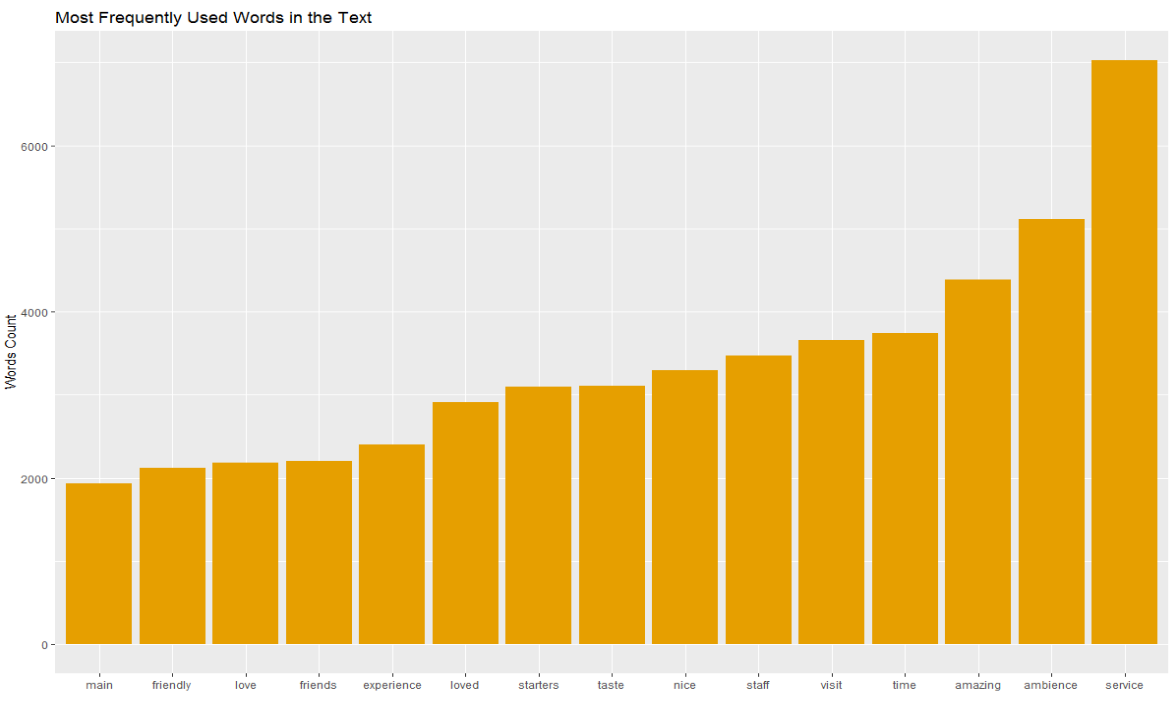 Most Frequently Used Words in the Text
Words Count
6000
4000
2000
0
main friendly love friends experience loved starters taste nice staff visit time amazing ambience service